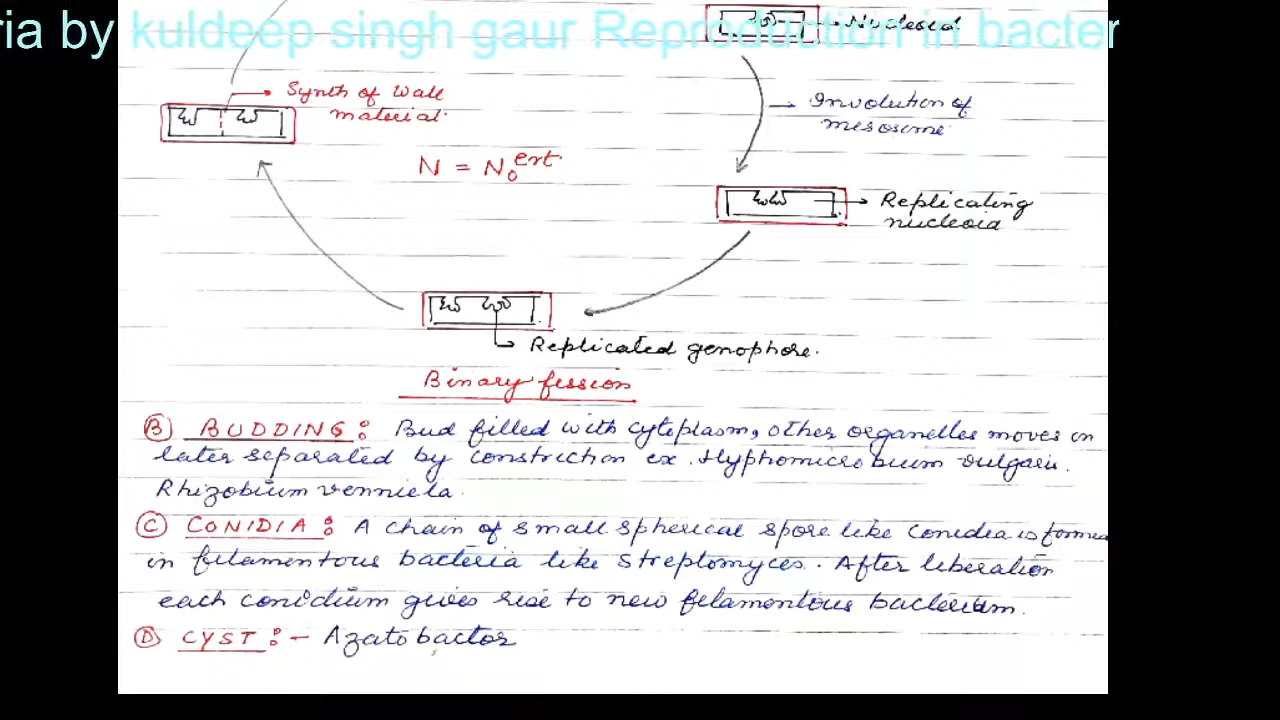 ria by kuldeep singh gaur Reproduction in bacter
Nucleoid
Synth of wall
material.
Involution of
mesosome
N = N₀ᵉʳᵗ
Replicating
nucleoid
Replicated genophore.
Binary fission
(B) BUDDING : Bud filled with cytoplasm, other organelles moves in
later separated by constriction ex. Hyphomicrobium vulgaris.
Rhizobium venniela.
(C) CONIDIA : A chain of small spherical spore like conidia is formed
in filamentous bacteria like streptomyces. After liberation
each conidium gives rise to new filamentous bacterium.
(D) CYST : - Azatobactor